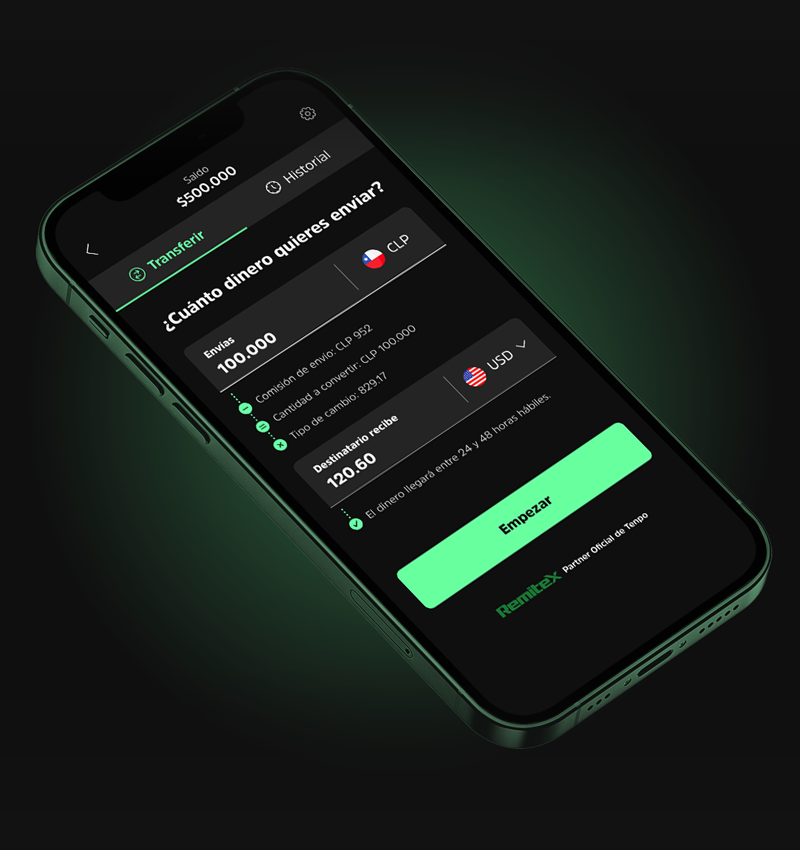 Saldo
$500.000
Transferir
Historial
¿Cuánto dinero quieres enviar?
Envías
100.000
CLP
Comisión de envío: CLP 952
Cantidad a convertir: CLP 100.000
Tipo de cambio: 829.17
Destinatario recibe
120.60
USD
El dinero llegará entre 24 y 48 horas hábiles.
Empezar
RemiteX Partner Oficial de Tenpo